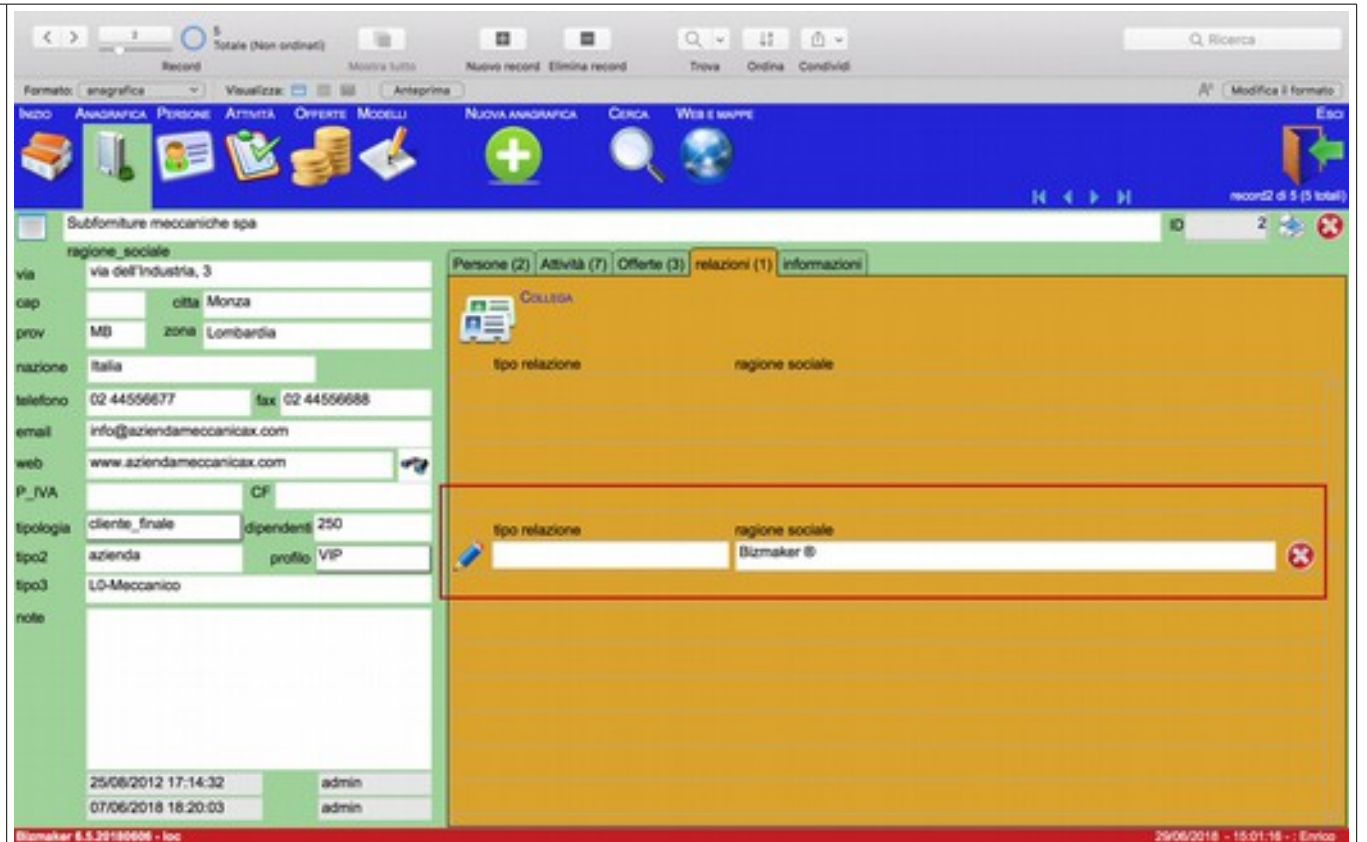 2
5
Totale (Non ordinati)
Record
Mostra tutto
Nuovo record
Elimina record
Trova
Ordina
Condividi
Ricerca
Formato: anagrafica
Visualizza:
Anteprima
Modifica il formato
Inizio
Anagrafica
Persone
Attività
Offerte
Modelli
Nuova anagrafica
Cerca
Web e mappe
Esci
record2 di 5 (5 totali)
Subforniture meccaniche spa
ID 2
ragione_sociale
via via dell'Industria, 3
cap
citta Monza
prov MB
zona Lombardia
nazione Italia
telefono 02 44556677
fax 02 44556688
email info@aziendameccanicax.com
web www.aziendameccanicax.com
P_IVA
CF
tipologia cliente_finale
dipendenti 250
tipo2 azienda
profilo VIP
tipo3 L0-Meccanico
note
25/08/2012 17:14:32 admin
07/06/2018 18:20:03 admin
Persone (2)
Attività (7)
Offerte (3)
relazioni (1)
informazioni
Collega
tipo relazione
ragione sociale
tipo relazione
ragione sociale
Bizmaker ®
Bizmaker 6.5.20180606 - loc
29/06/2018 - 15:01:16 - : Enrico